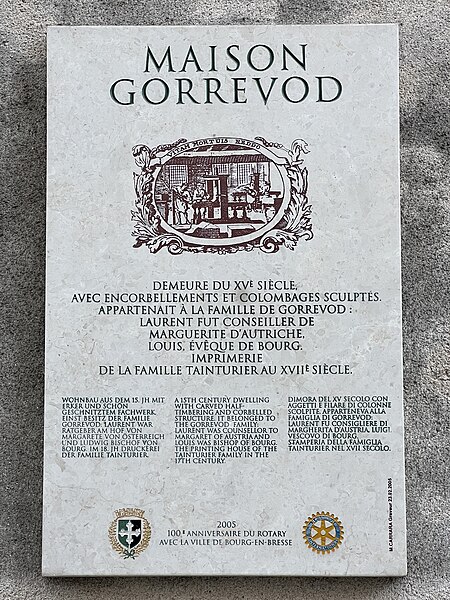 MAISON
GORREVOD
VITAM MORTUIS REDDO
DEMEURE DU XVᴱ SIÈCLE,
AVEC ENCORBELLEMENTS ET COLOMBAGES SCULPTÉS.
APPARTENAIT À LA FAMILLE DE GORREVOD :
LAURENT FUT CONSEILLER DE
MARGUERITE D'AUTRICHE,
LOUIS, ÉVÊQUE DE BOURG.
IMPRIMERIE
DE LA FAMILLE TAINTURIER AU XVIIᴱ SIÈCLE.
WOHNBAU AUS DEM 15. JH MIT
ERKER UND SCHÖN
GESCHNITZTEM FACHWERK.
EINST BESITZ DER FAMILIE
GORREVOD. LAURENT WAR
RATGEBER AM HOF VON
MARGARETE VON ÖSTERREICH
UND LUDWIG BISCHOF VON
BOURG. IM 18. JH DRUCKEREI
DER FAMILIE TAINTURIER.
A 15TH CENTURY DWELLING
WITH CARVED HALF-
TIMBERING AND CORBELLED
STRUCTURE; IT BELONGED TO
THE GORREVOD FAMILY;
LAURENT WAS COUNSELLOR TO
MARGARET OF AUSTRIA AND
LOUIS WAS BISHOP OF BOURG.
THE PRINTING HOUSE OF THE
TAINTURIER FAMILY IN THE
17TH CENTURY.
DIMORA DEL XV SECOLO CON
AGGETTI E FILARE DI COLONNE
SCOLPITE. APPARTENEVA ALLA
FAMIGLIA DI GORREVOD;
LAURENT FU CONSIGLIERE DI
MARGHERITA D'AUSTRIA, LUIGI,
VESCOVO DI BOURG.
STAMPERIA DELLA FAMIGLIA
TAINTURIER NEL XVII SECOLO.
2005
100ᴱ ANNIVERSAIRE DU ROTARY
AVEC LA VILLE DE BOURG-EN-BRESSE
M. CARRARA Graveur 23.02.2005